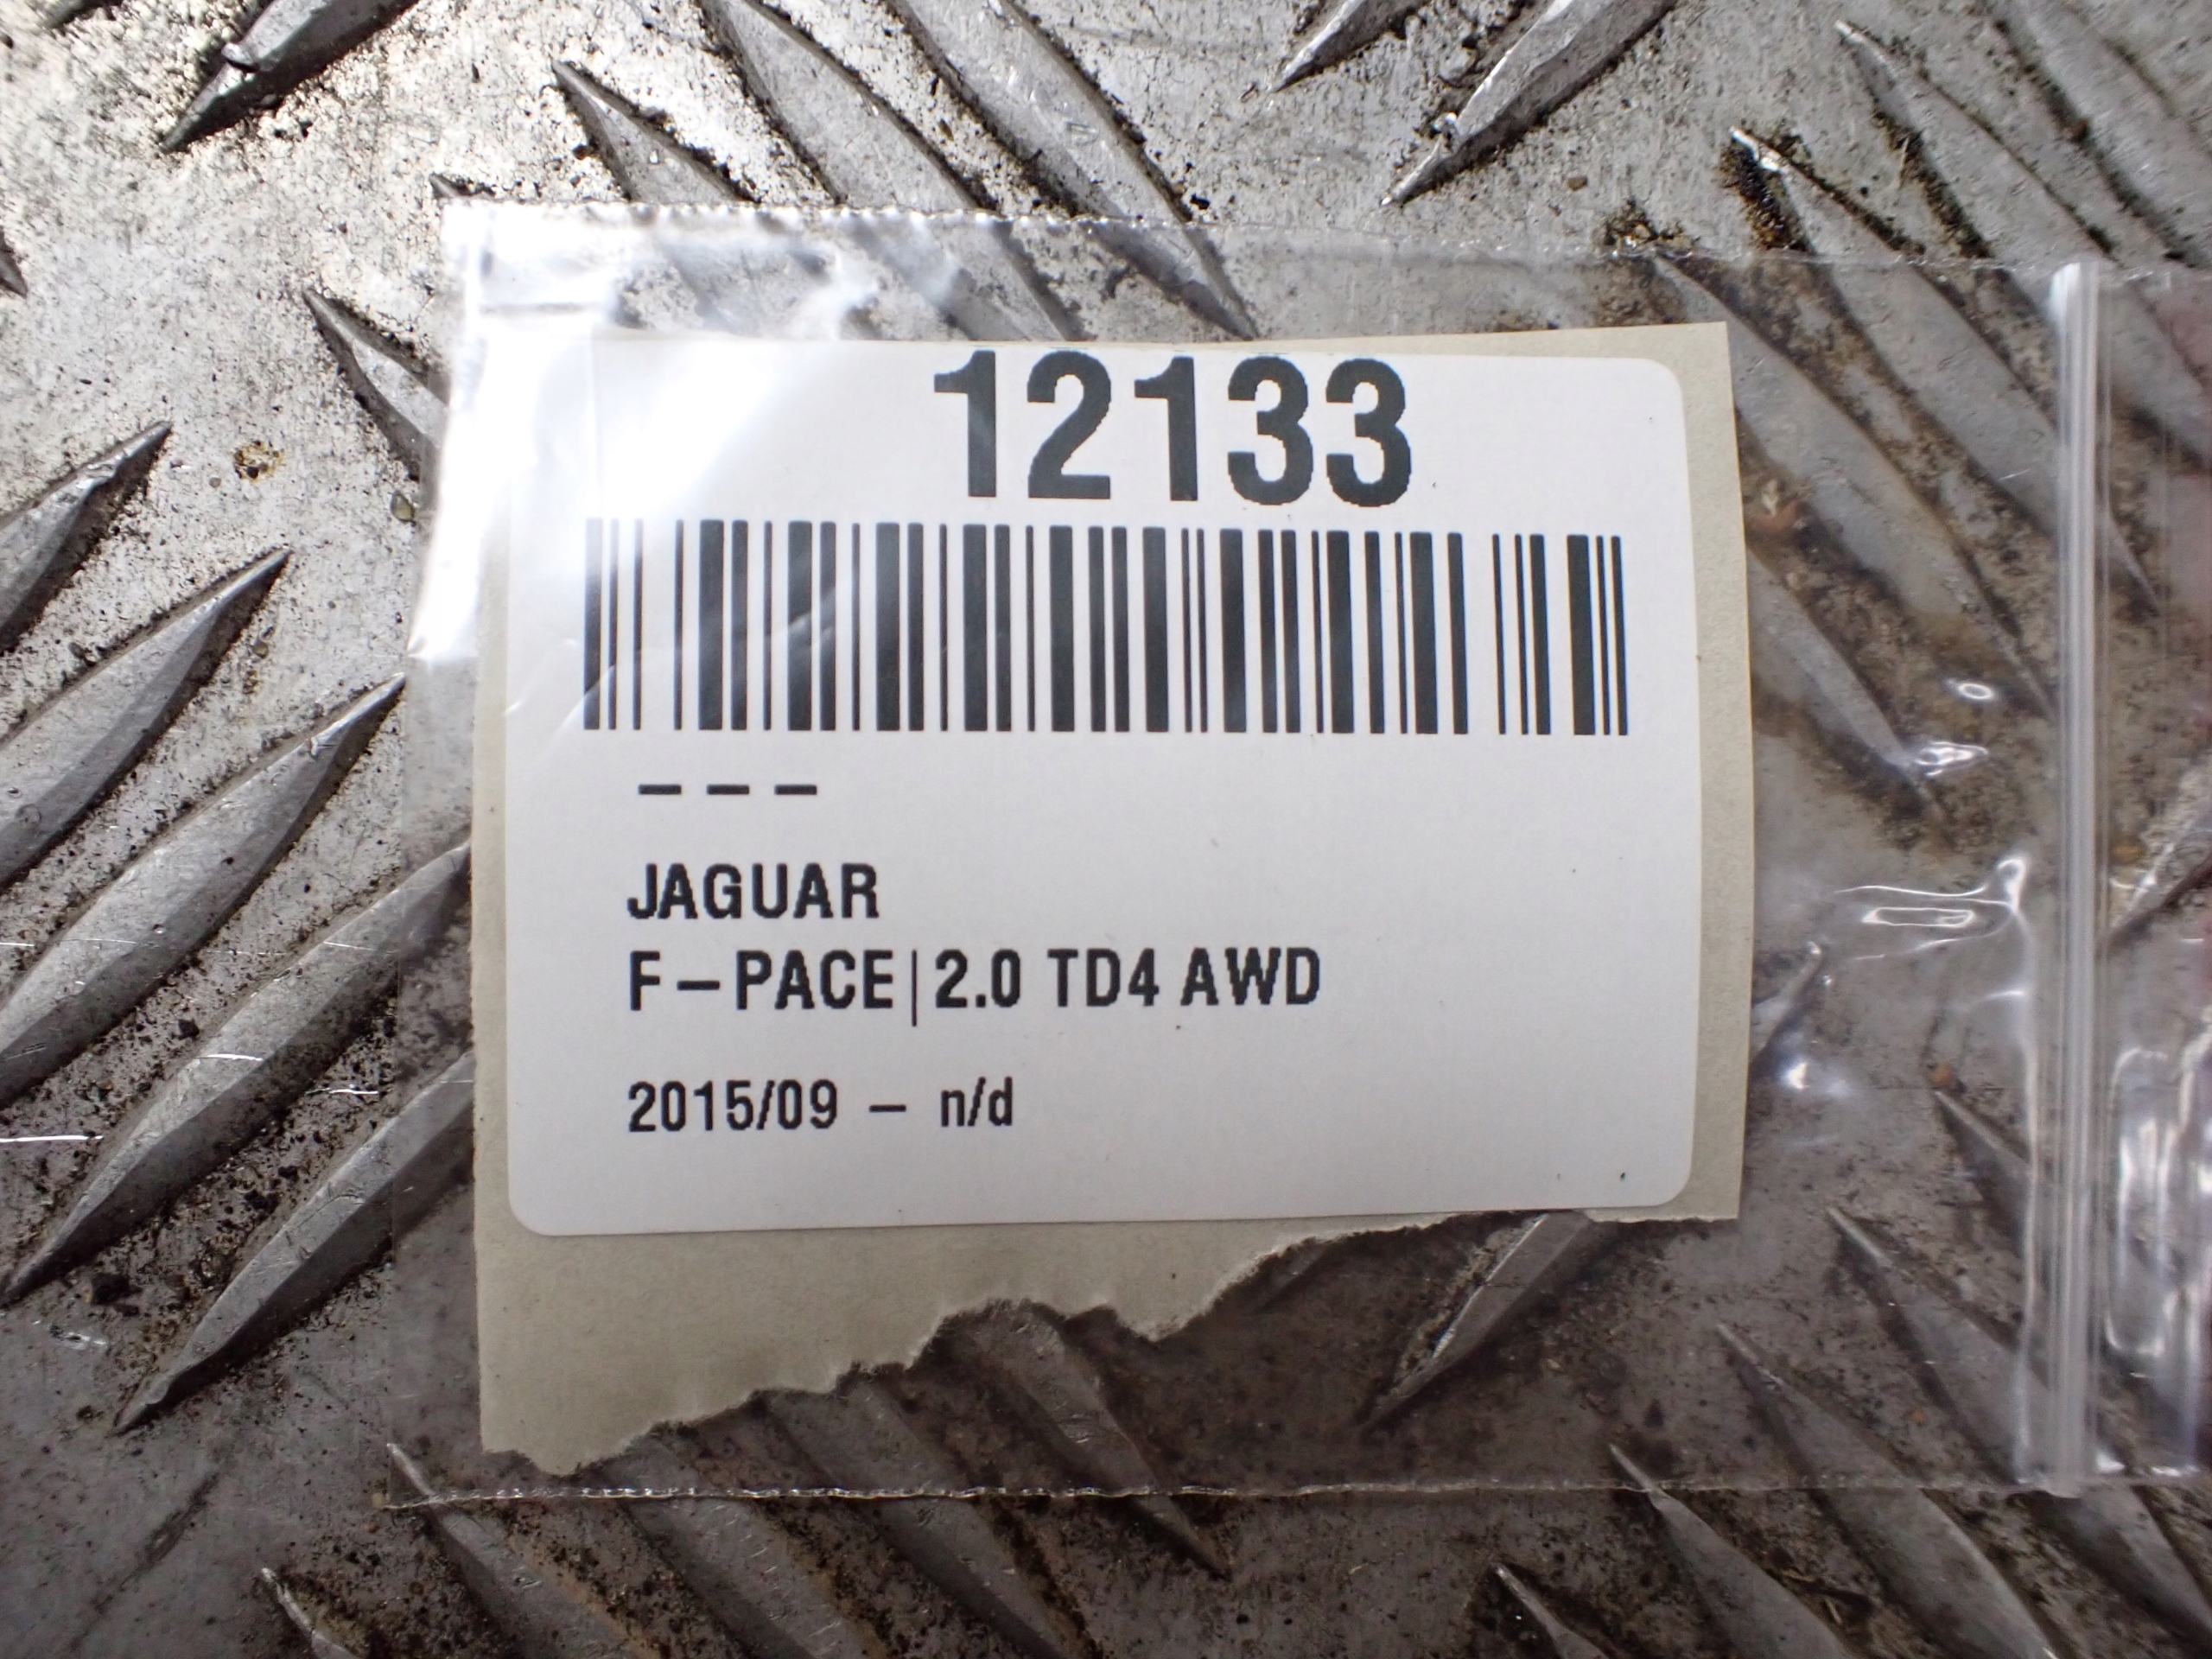 12133
– – –
JAGUAR
F–PACE|2.0 TD4 AWD
2015/09 – n/d